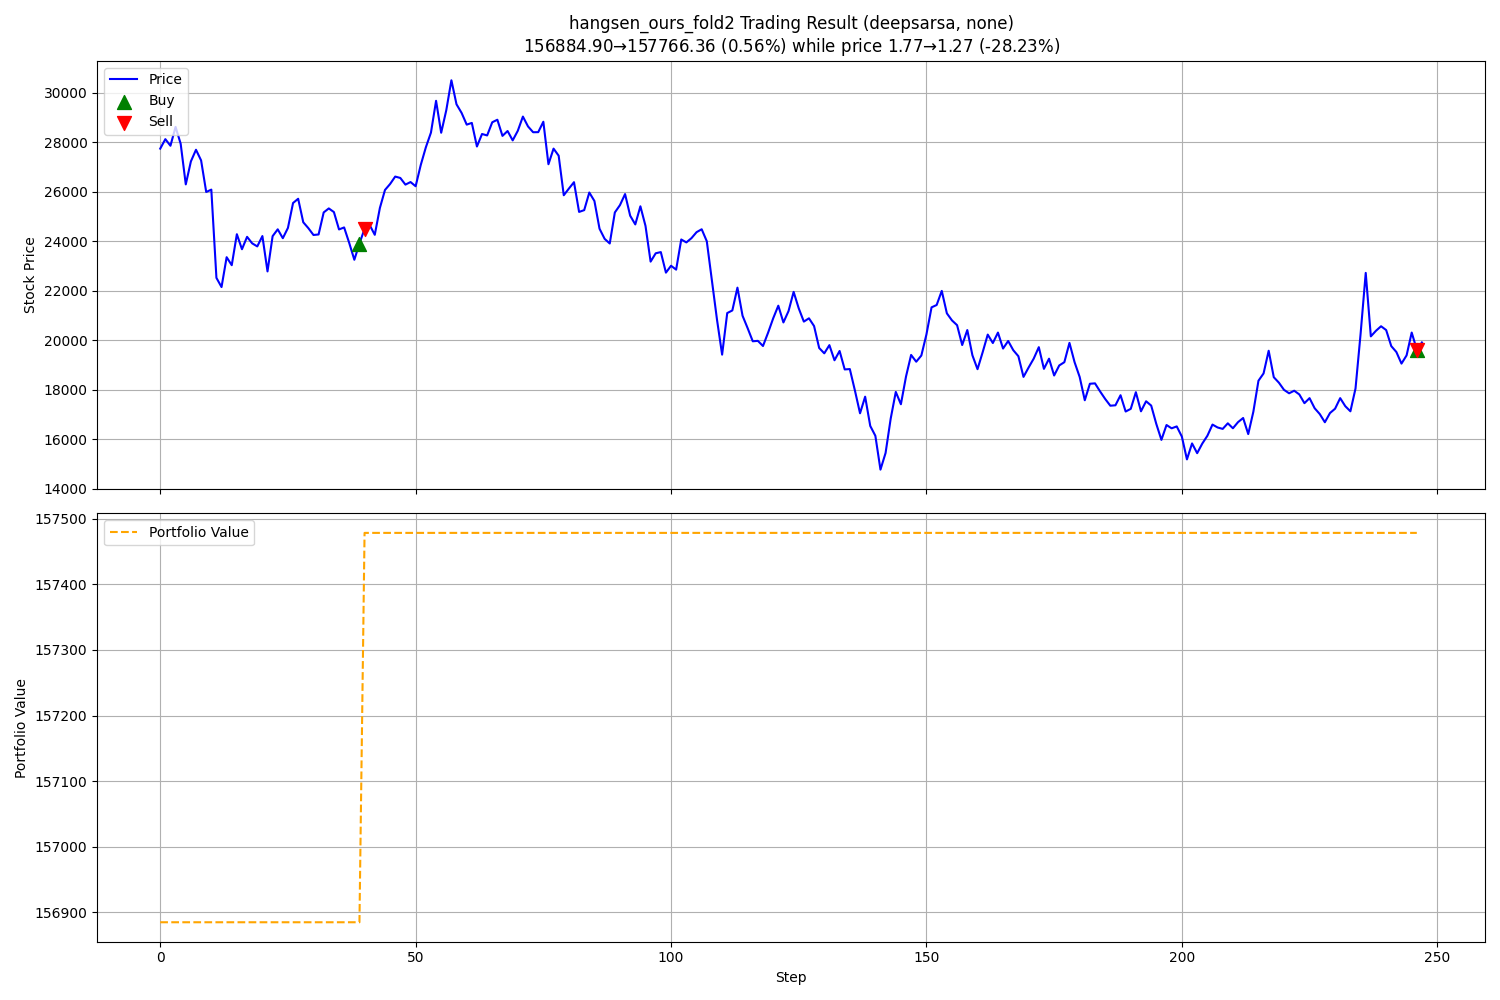 hangsen_ours_fold2 Trading Result (deepsarsa, none)
156884.90→157766.36 (0.56%) while price 1.77→1.27 (-28.23%)
Price
Buy
Sell
Stock Price
30000
28000
26000
24000
22000
20000
18000
16000
14000
Portfolio Value
Portfolio Value
157500
157400
157300
157200
157100
157000
156900
0
50
100
150
200
250
Step